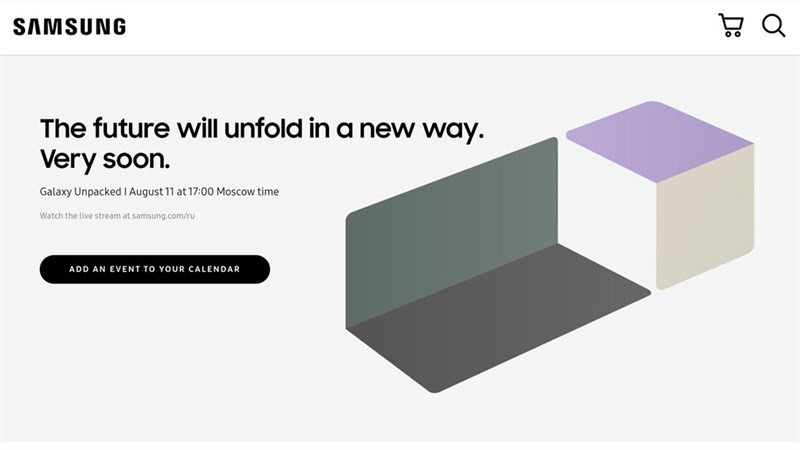 SAMSUNG
The future will unfold in a new way.
Very soon.
Galaxy Unpacked I August 11 at 17:00 Moscow time
Watch the live stream at samsung.com/ru
ADD AN EVENT TO YOUR CALENDAR